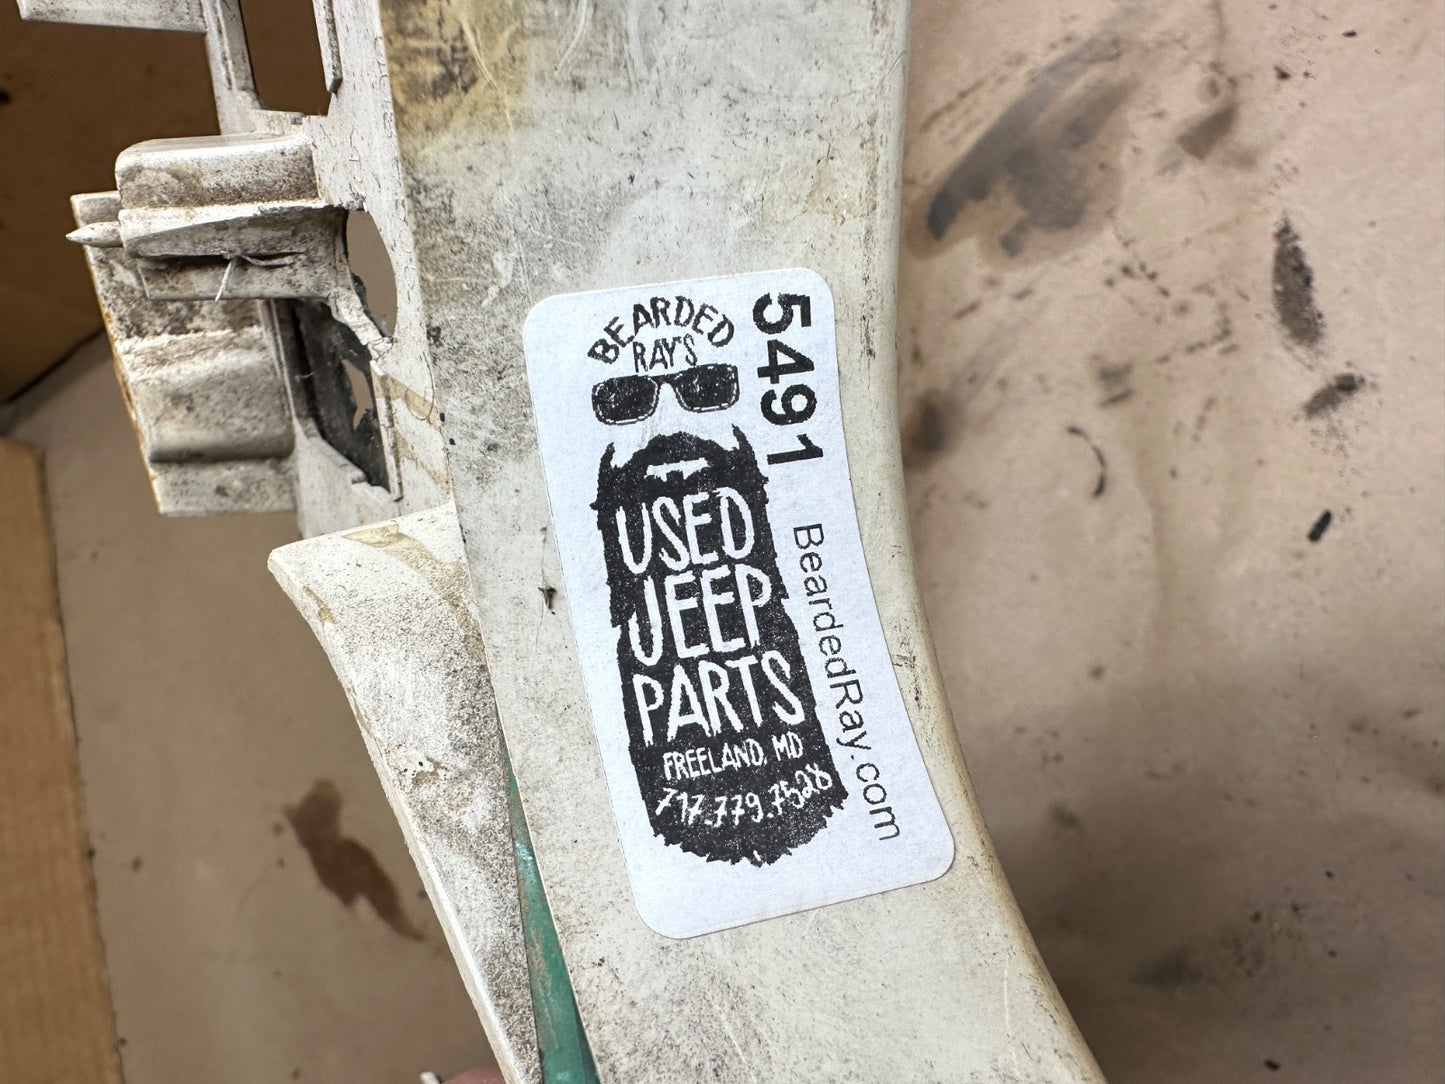 BEARDED
RAY'S
USED
JEEP
PARTS
FREELAND, MD
717.779.7528
5491
BeardedRay.com